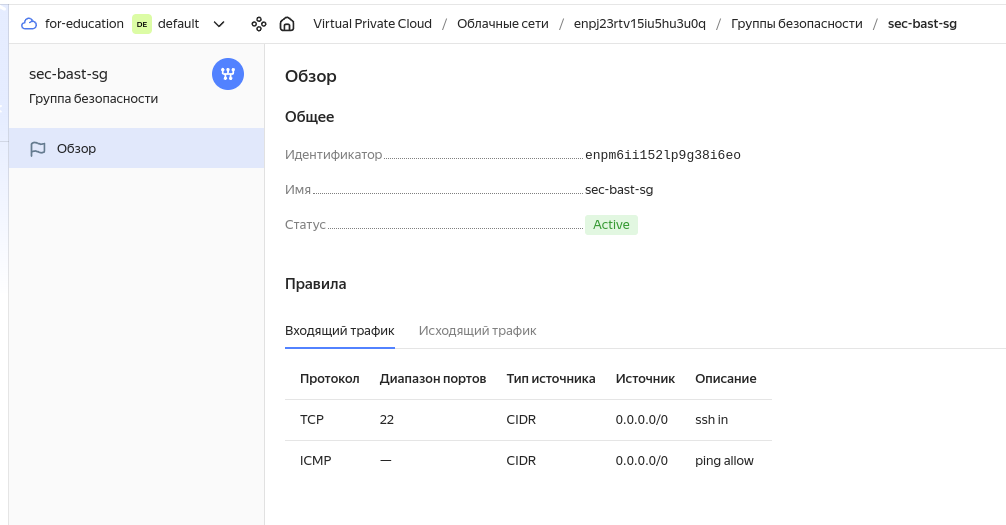 for-education DE default Virtual Private Cloud / Облачные сети / enpj23rtv15iu5hu3u0q / Группы безопасности / sec-bast-sg
sec-bast-sg
Группа безопасности
Обзор
Обзор
Общее
Идентификатор enpm6ii152lp9g38i6eo
Имя sec-bast-sg
Статус Active
Правила
Входящий трафик Исходящий трафик
Протокол Диапазон портов Тип источника Источник Описание
TCP 22 CIDR 0.0.0.0/0 ssh in
ICMP — CIDR 0.0.0.0/0 ping allow